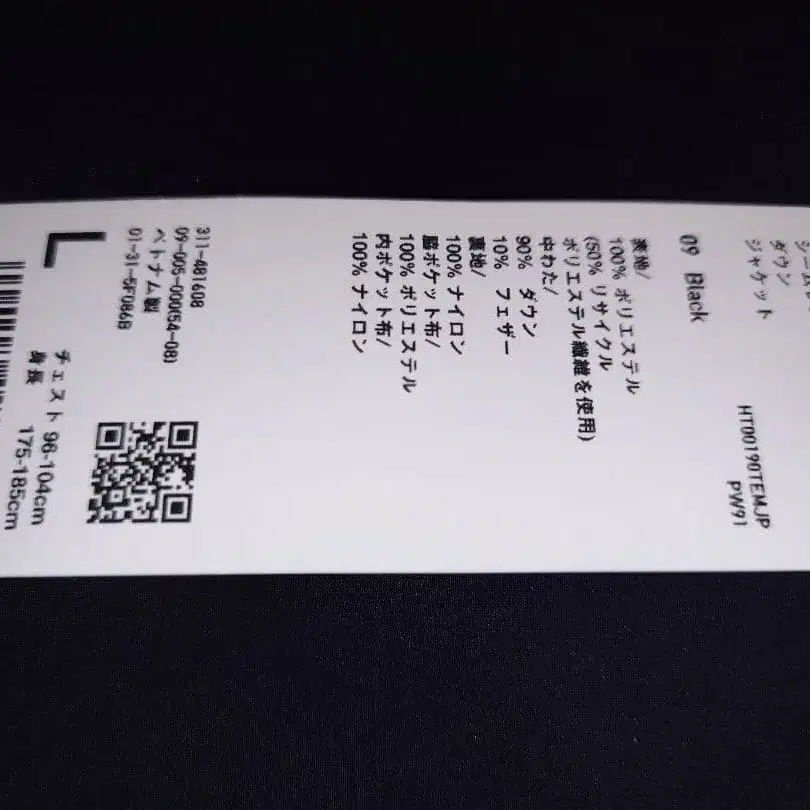 ダウン
ジャケット
HT00190TEMJP
PW91
09 Black
表地/
100% ポリエステル
(50% リサイクル
ポリエステル繊維を使用)
中わた/
90% ダウン
10% フェザー
裏地/
100% ナイロン
脇ポケット布/
100% ポリエステル
内ポケット布/
100% ナイロン
311-481608
09-005-000(54-08)
ベトナム製
01-31-5F086B
L
チェスト 96-104cm
身長 175-185cm